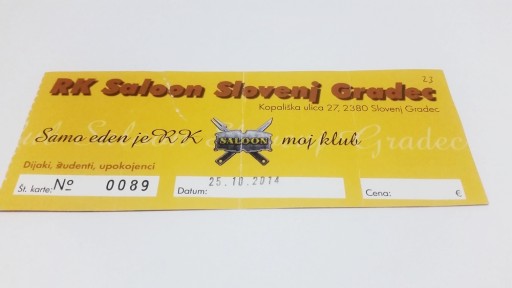 23
RK Saloon Slovenj Gradec
Kopališka ulica 27, 2380 Slovenj Gradec
Samo eden je RK SALOON moj klub
Dijaki, študenti, upokojenci
Št. karte: Nº 0089 Datum: 25.10.2014 Cena: €